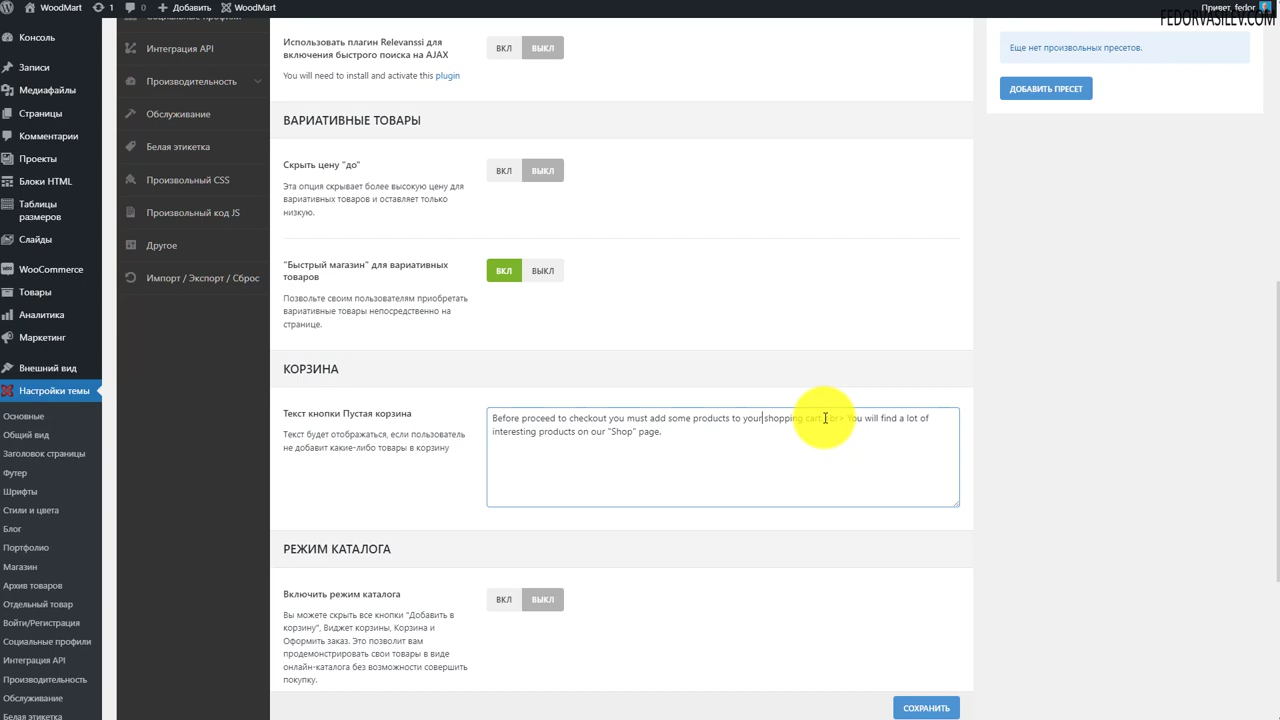 WoodMart
1
0
Добавить
WoodMart
Привет, fedor
FEDORVASILEV.COM
Консоль
Записи
Медиафайлы
Страницы
Комментарии
Проекты
Блоки HTML
Таблицы
размеров
Слайды
WooCommerce
Товары
Аналитика
Маркетинг
Внешний вид
Настройки темы
Основные
Общий вид
Заголовок страницы
Футер
Шрифты
Стили и цвета
Блог
Портфолио
Магазин
Архив товаров
Отдельный товар
Войти/Регистрация
Социальные профили
Интеграция API
Производительность
Обслуживание
Белая этикетка
Социальные профили
Интеграция API
Производительность
Обслуживание
Белая этикетка
Произвольный CSS
Произвольный код JS
Другое
Импорт / Экспорт / Сброс
Использовать плагин Relevanssi для
включения быстрого поиска на AJAX
You will need to install and activate this plugin
ВКЛ ВЫКЛ
ВАРИАТИВНЫЕ ТОВАРЫ
Скрыть цену "до"
Эта опция скрывает более высокую цену для
вариативных товаров и оставляет только
низкую.
ВКЛ ВЫКЛ
"Быстрый магазин" для вариативных
товаров
Позвольте своим пользователям приобретать
вариативные товары непосредственно на
странице.
ВКЛ ВЫКЛ
КОРЗИНА
Текст кнопки Пустая корзина
Текст будет отображаться, если пользователь
не добавит какие-либо товары в корзину
Before proceed to checkout you must add some products to your shopping cart. <br> You will find a lot of
interesting products on our "Shop" page.
РЕЖИМ КАТАЛОГА
Включить режим каталога
Вы можете скрыть все кнопки "Добавить в
корзину", Виджет корзины, Корзина и
Оформить заказ. Это позволит вам
продемонстрировать свои товары в виде
онлайн-каталога без возможности совершить
покупку.
ВКЛ ВЫКЛ
СОХРАНИТЬ
Еще нет произвольных пресетов.
ДОБАВИТЬ ПРЕСЕТ